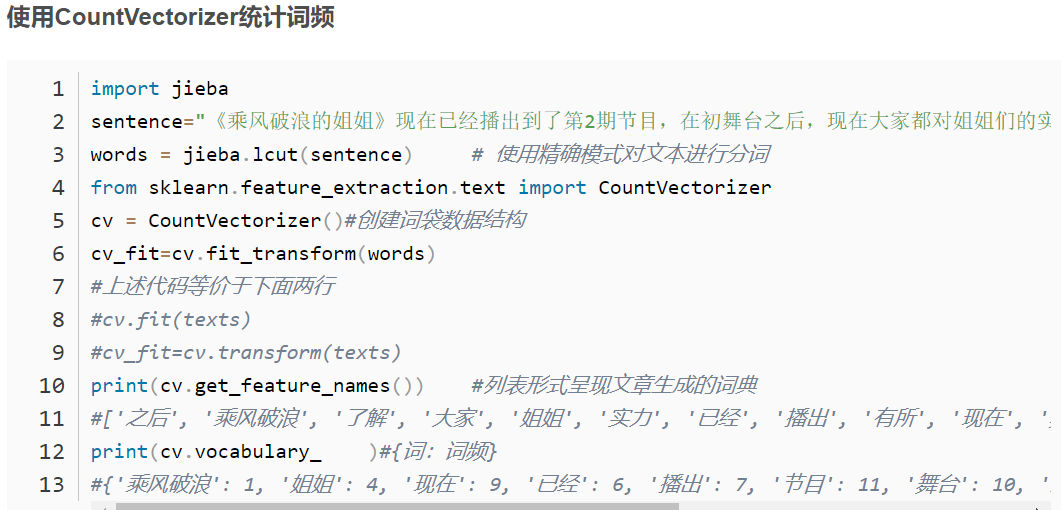 使用CountVectorizer统计词频
1 import jieba
2 sentence="《乘风破浪的姐姐》现在已经播出到了第2期节目，在初舞台之后，现在大家都对姐姐们的实
3 words = jieba.lcut(sentence)    # 使用精确模式对文本进行分词
4 from sklearn.feature_extraction.text import CountVectorizer
5 cv = CountVectorizer()#创建词袋数据结构
6 cv_fit=cv.fit_transform(words)
7 #上述代码等价于下面两行
8 #cv.fit(texts)
9 #cv_fit=cv.transform(texts)
10 print(cv.get_feature_names())    #列表形式呈现文章生成的词典
11 #['之后', '乘风破浪', '了解', '大家', '姐姐', '实力', '已经', '播出', '有所', '现在', '
12 print(cv.vocabulary_    )#{词：词频}
13 #{'乘风破浪': 1, '姐姐': 4, '现在': 9, '已经': 6, '播出': 7, '节目': 11, '舞台': 10, '